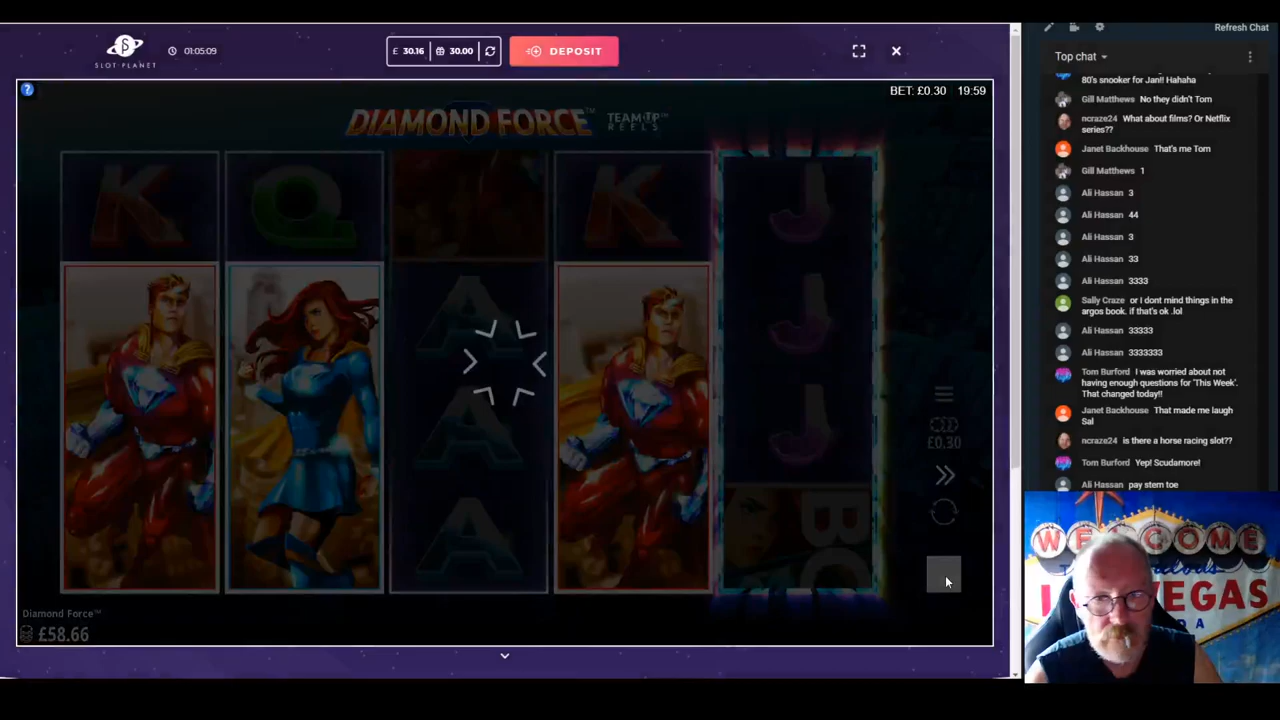 SLOT PLANET
01:05:09
£ 30.16
30.00
DEPOSIT
?
BET: £0.30 19:59
DIAMOND FORCE™
TEAM UP™
REELS
K
Q
K
J
A
J
A
J
A
BO
£0.30
Diamond Force™
£58.66
Refresh Chat
Top chat
80's snooker for Jan!! Hahaha
Gill Matthews No they didn't Tom
ncraze24 What about films? Or Netflix
series??
Janet Backhouse That's me Tom
Gill Matthews 1
Ali Hassan 3
Ali Hassan 44
Ali Hassan 3
Ali Hassan 33
Ali Hassan 3333
Sally Craze or I dont mind things in the
argos book. if that's ok .lol
Ali Hassan 33333
Ali Hassan 3333333
Tom Burford I was worried about not
having enough questions for 'This Week'.
That changed today!!
Janet Backhouse That made me laugh
Sal
ncraze24 is there a horse racing slot??
Tom Burford Yep! Scudamore!
Ali Hassan pay stem toe
WELCOME
VEGAS